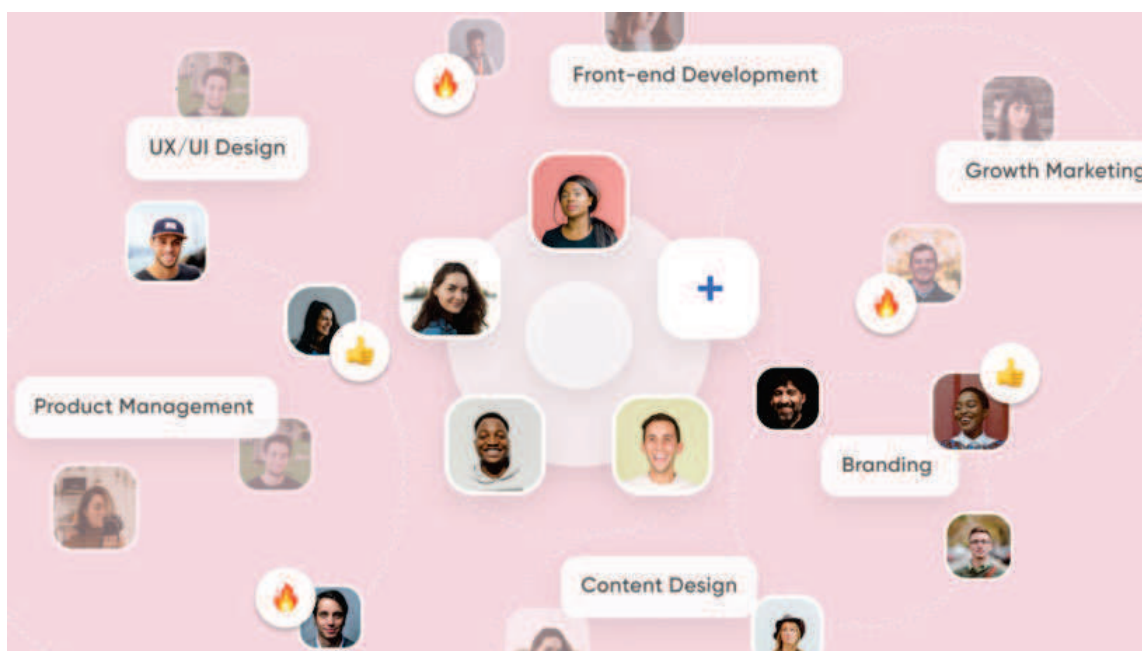 Front-end Development
UX/UI Design
Growth Marketing
Product Management
Branding
Content Design